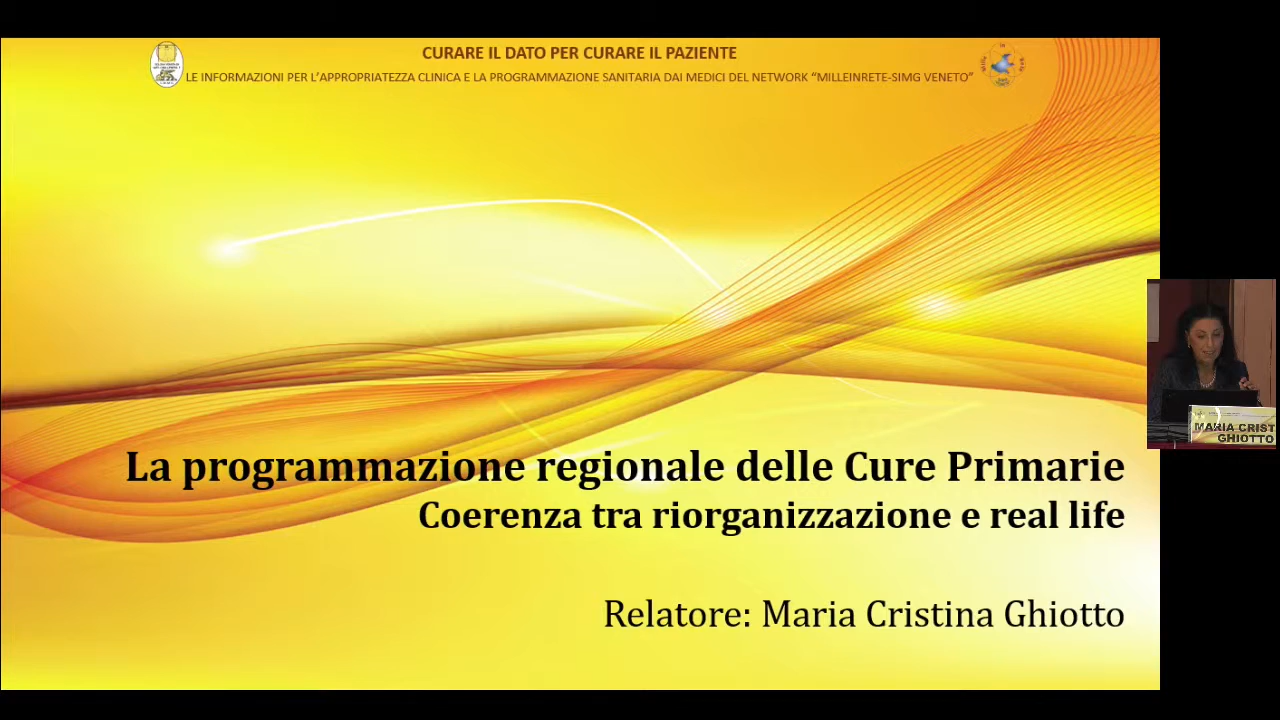 CURARE IL DATO PER CURARE IL PAZIENTE
LE INFORMAZIONI PER L'APPROPRIATEZZA CLINICA E LA PROGRAMMAZIONE SANITARIA DAI MEDICI DEL NETWORK “MILLEINRETE-SIMG VENETO”
La programmazione regionale delle Cure Primarie
Coerenza tra riorganizzazione e real life
Relatore: Maria Cristina Ghiotto
MARIA CRIST
GHIOTTO